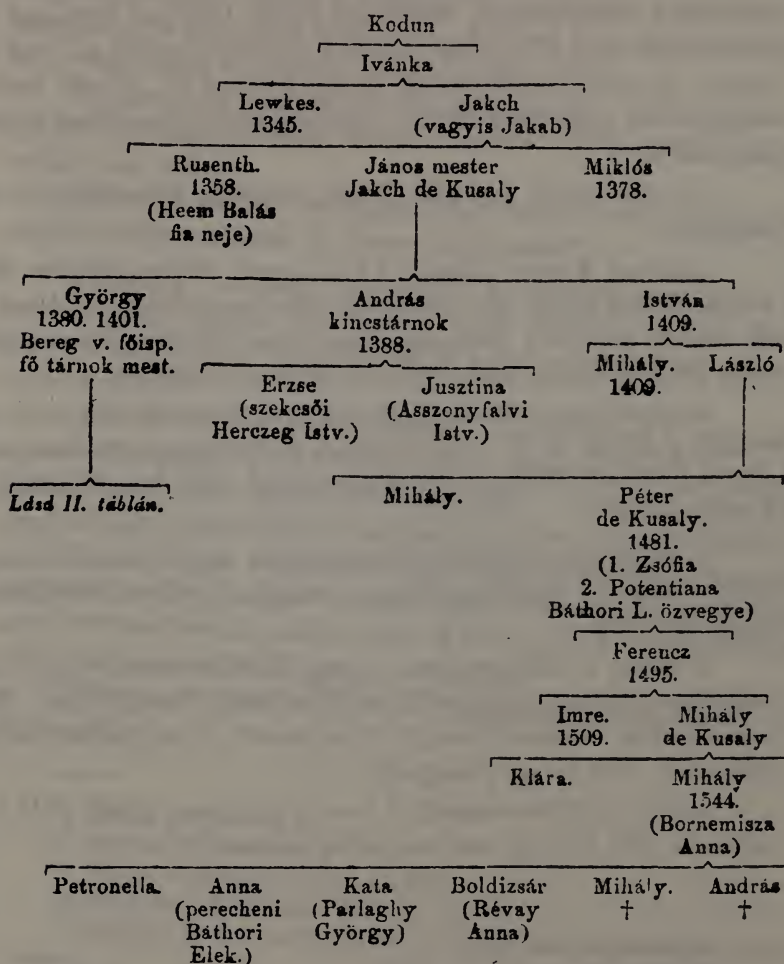 Kodun
Ivánka
Lewkes. Jakch
1345. (vagyis Jakab)
Rusenth. János mester Miklós
1358. Jakch de Kusaly 1378.
(Heem Balás
fia neje)
György András István
1380. 1401. kincstárnok 1409.
Bereg v. főisp. 1388.
fő tárnok mest. Mihály. László
1409.
Erzse Jusztina
(szekcsői (Asszonyfalvi
Herczeg Istv.) Istv.)
Lásd II. táblán. Mihály. Péter
de Kusaly.
1481.
(1. Zsófia
2. Potentiana
Báthori L. özvegye)
Ferencz
1495.
Imre. Mihály
1509. de Kusaly
Klára. Mihály
1544.
(Bornemisza
Anna)
Petronella. Anna Kata Boldizsár Mihály. András
(perecheni (Parlaghy (Révay † †
Báthori György) Anna)
Elek.)